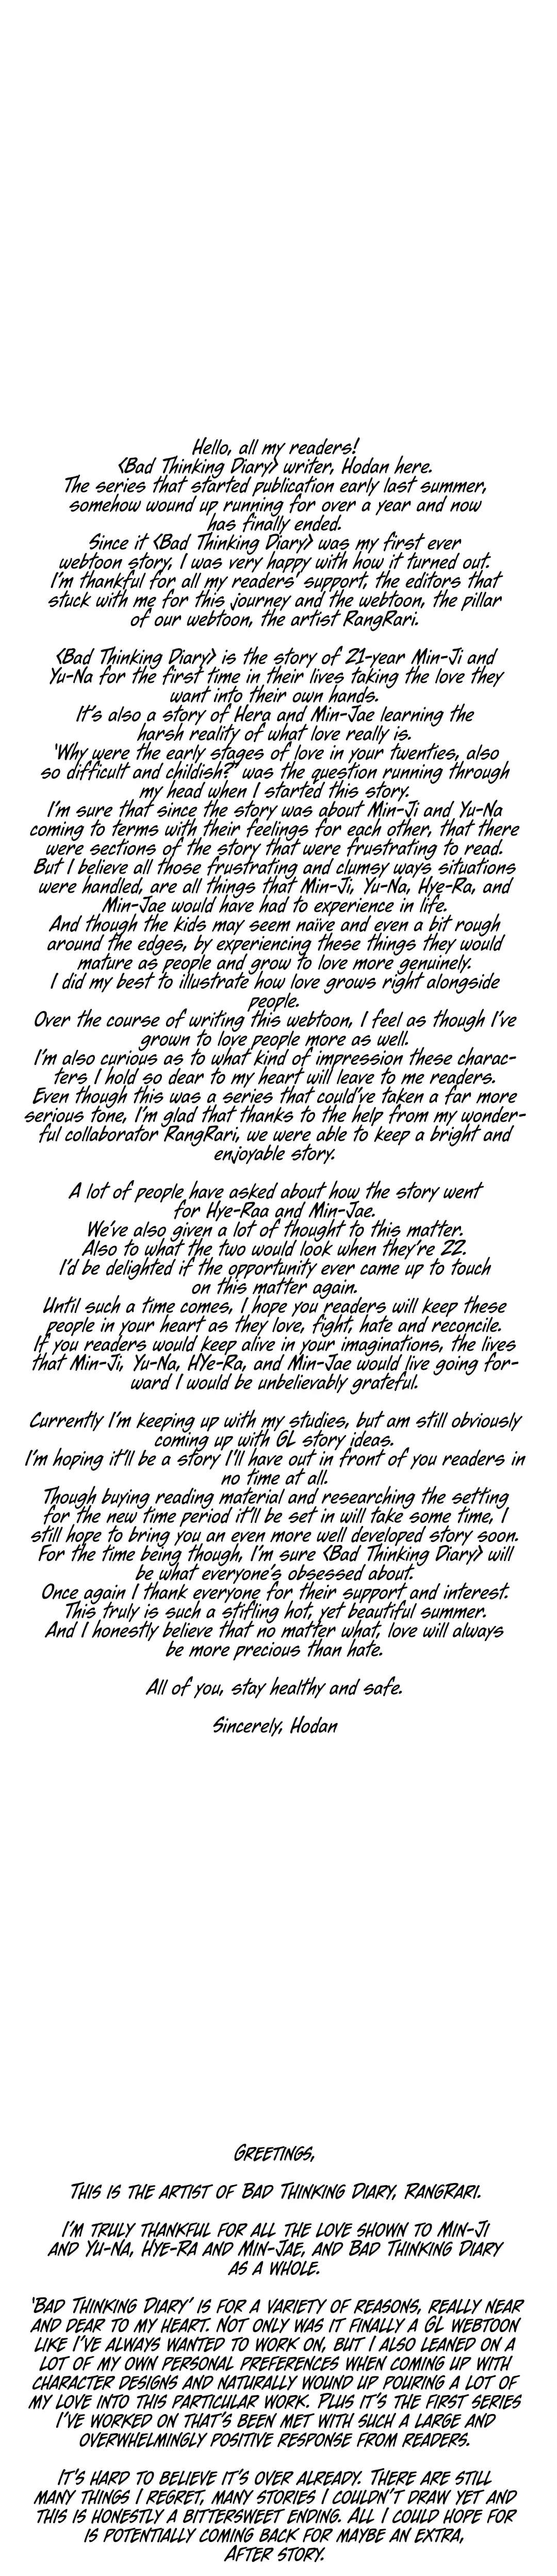 Hello, all my readers!
<Bad Thinking Diary> writer, Hodan here.
The series that started publication early last summer,
somehow wound up running for over a year and now
has finally ended.
Since it <Bad Thinking Diary> was my first ever
webtoon story, I was very happy with how it turned out.
I'm thankful for all my readers' support, the editors that
stuck with me for this journey and the webtoon, the pillar
of our webtoon, the artist RangRari.
<Bad Thinking Diary> is the story of 21-year Min-Ji and
Yu-Na for the first time in their lives taking the love they
want into their own hands.
It's also a story of Hera and Min-Jae learning the
harsh reality of what love really is.
'Why were the early stages of love in your twenties, also
so difficult and childish?' was the question running through
my head when I started this story.
I'm sure that since the story was about Min-Ji and Yu-Na
coming to terms with their feelings for each other, that there
were sections of the story that were frustrating to read.
But I believe all those frustrating and clumsy ways situations
were handled, are all things that Min-Ji, Yu-Na, Hye-Ra, and
Min-Jae would have had to experience in life.
And though the kids may seem naïve and even a bit rough
around the edges, by experiencing these things they would
mature as people and grow to love more genuinely.
I did my best to illustrate how love grows right alongside
people.
Over the course of writing this webtoon, I feel as though I've
grown to love people more as well.
I'm also curious as to what kind of impression these charac-
ters I hold so dear to my heart will leave to me readers.
Even though this was a series that could've taken a far more
serious tone, I'm glad that thanks to the help from my wonder-
ful collaborator RangRari, we were able to keep a bright and
enjoyable story.
A lot of people have asked about how the story went
for Hye-Raa and Min-Jae.
We've also given a lot of thought to this matter.
Also to what the two would look when they're 22.
I'd be delighted if the opportunity ever came up to touch
on this matter again.
Until such a time comes, I hope you readers will keep these
people in your heart as they love, fight, hate and reconcile.
If you readers would keep alive in your imaginations, the lives
that Min-Ji, Yu-Na, HYe-Ra, and Min-Jae would live going for-
ward I would be unbelievably grateful.
Currently I'm keeping up with my studies, but am still obviously
coming up with GL story ideas.
I'm hoping it'll be a story I'll have out in front of you readers in
no time at all.
Though buying reading material and researching the setting
for the new time period it'll be set in will take some time, I
still hope to bring you an even more well developed story soon.
For the time being though, I'm sure <Bad Thinking Diary> will
be what everyone's obsessed about.
Once again I thank everyone for their support and interest.
This truly is such a stifling hot, yet beautiful summer.
And I honestly believe that no matter what, love will always
be more precious than hate.
All of you, stay healthy and safe.
Sincerely, Hodan
Greetings,
This is the artist of Bad Thinking Diary, RangRari.
I'm truly thankful for all the love shown to Min-Ji
and Yu-Na, Hye-Ra and Min-Jae, and Bad Thinking Diary
as a whole.
'Bad Thinking Diary' is for a variety of reasons, really near
and dear to my heart. Not only was it finally a GL webtoon
like I've always wanted to work on, but I also leaned on a
lot of my own personal preferences when coming up with
character designs and naturally wound up pouring a lot of
my love into this particular work. Plus it's the first series
I've worked on that's been met with such a large and
overwhelmingly positive response from readers.
It's hard to believe it's over already. There are still
many things I regret, many stories I couldn't draw yet and
this is honestly a bittersweet ending. All I could hope for
is potentially coming back for maybe an extra,
After story.